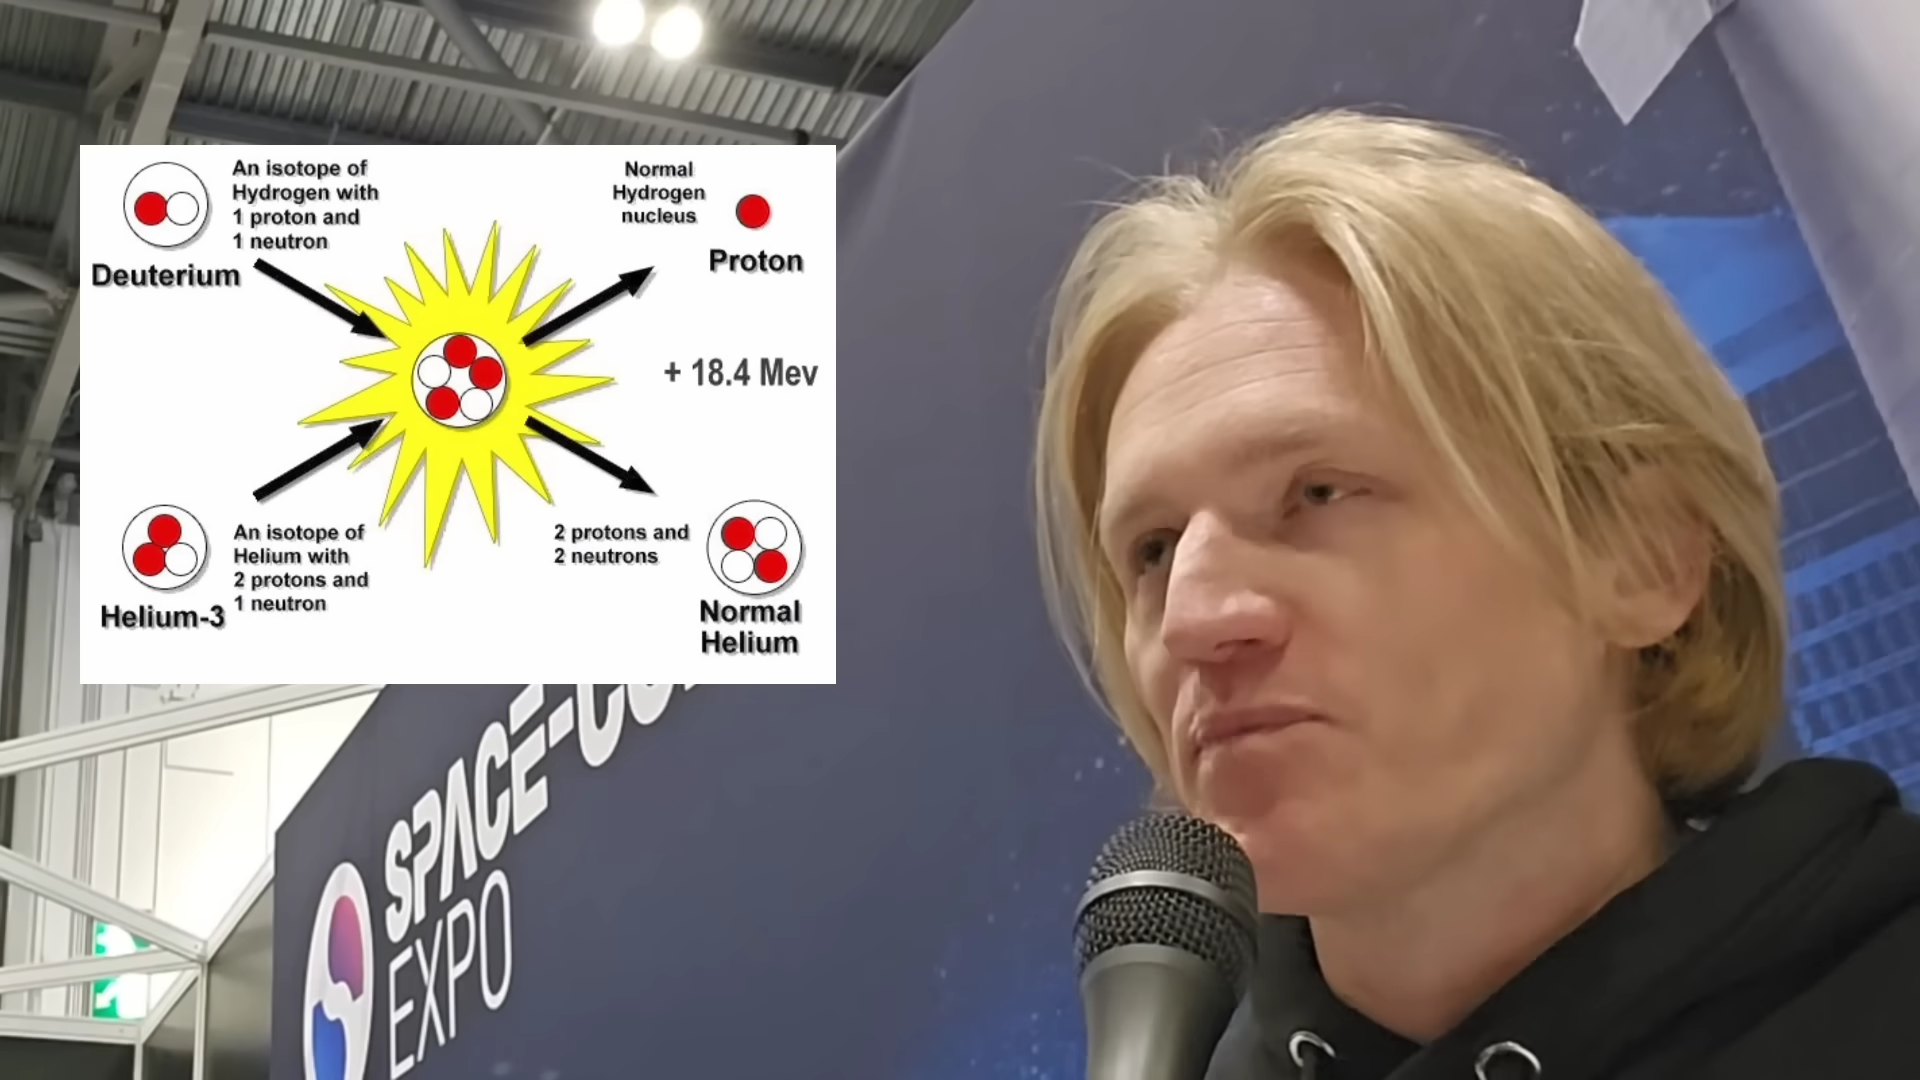 An isotope of
Hydrogen with
1 proton and
1 neutron
Deuterium
Normal
Hydrogen
nucleus
Proton
+ 18.4 Mev
An isotope of
Helium with
2 protons and
1 neutron
Helium-3
2 protons and
2 neutrons
Normal
Helium
SPACE-CO
EXPO